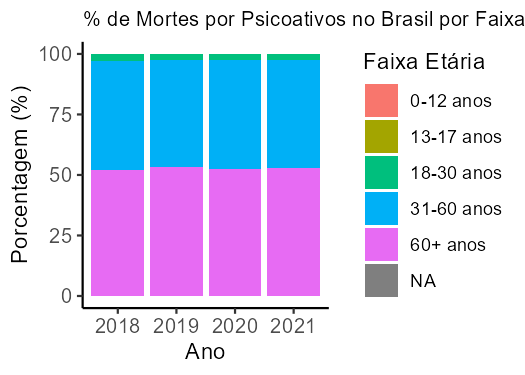 % de Mortes por Psicoativos no Brasil por Faixa
100
75
50
25
0
Porcentagem (%)
2018 2019 2020 2021
Ano
Faixa Etária
0-12 anos
13-17 anos
18-30 anos
31-60 anos
60+ anos
NA